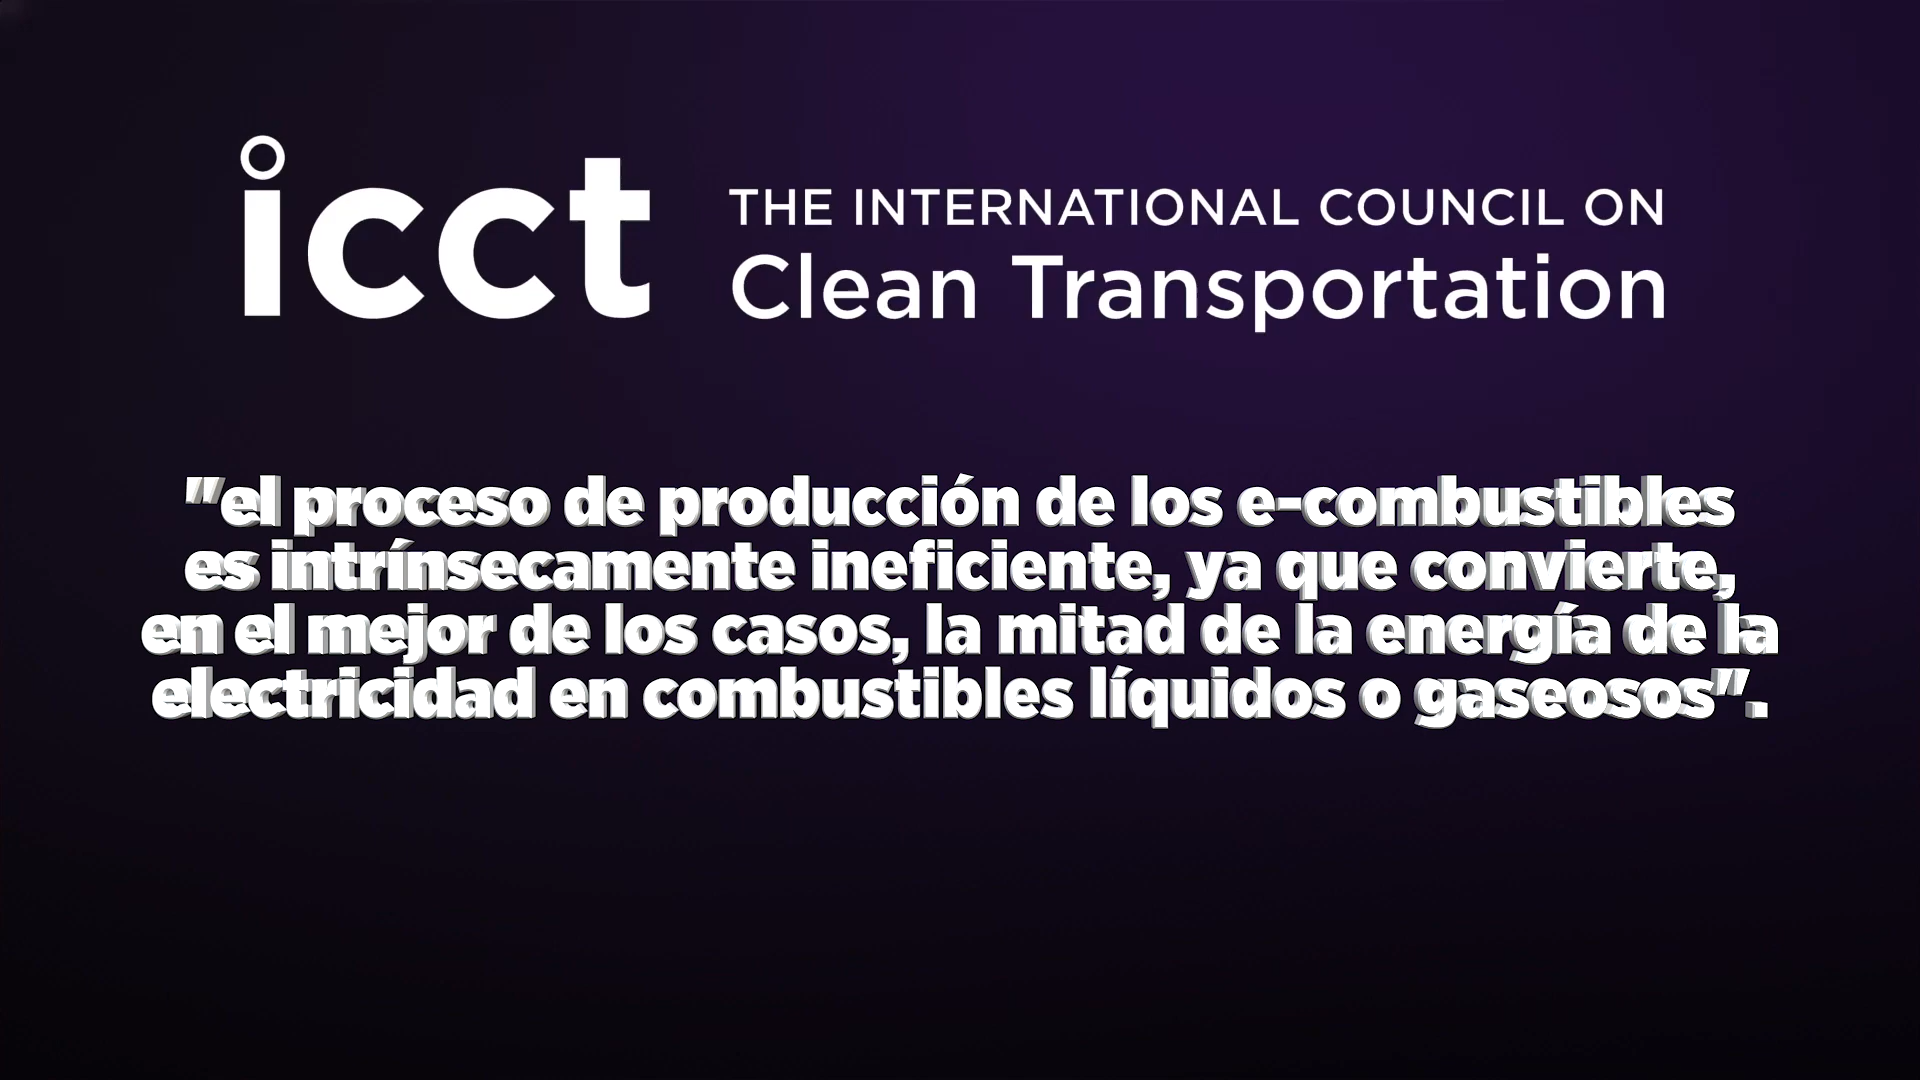 icct
THE INTERNATIONAL COUNCIL ON
Clean Transportation
"el proceso de producción de los e-combustibles
es intrínsecamente ineficiente, ya que convierte,
en el mejor de los casos, la mitad de la energía de la
electricidad en combustibles líquidos o gaseosos".